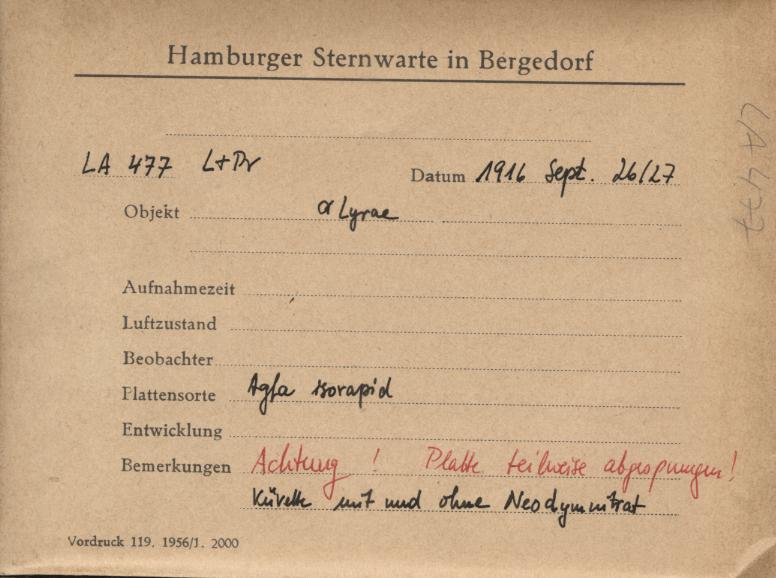 Hamburger Sternwarte in Bergedorf
LA 477 L+Pr Datum 1916 Sept. 26/27
Objekt α Lyrae
Aufnahmezeit
Luftzustand
Beobachter
Plattensorte Agfa isorapid
Entwicklung
Bemerkungen Achtung! Platte teilweise abgesprungen!
Küvette mit und ohne Neodymnitrat
Vordruck 119. 1956/1. 2000
LA 477